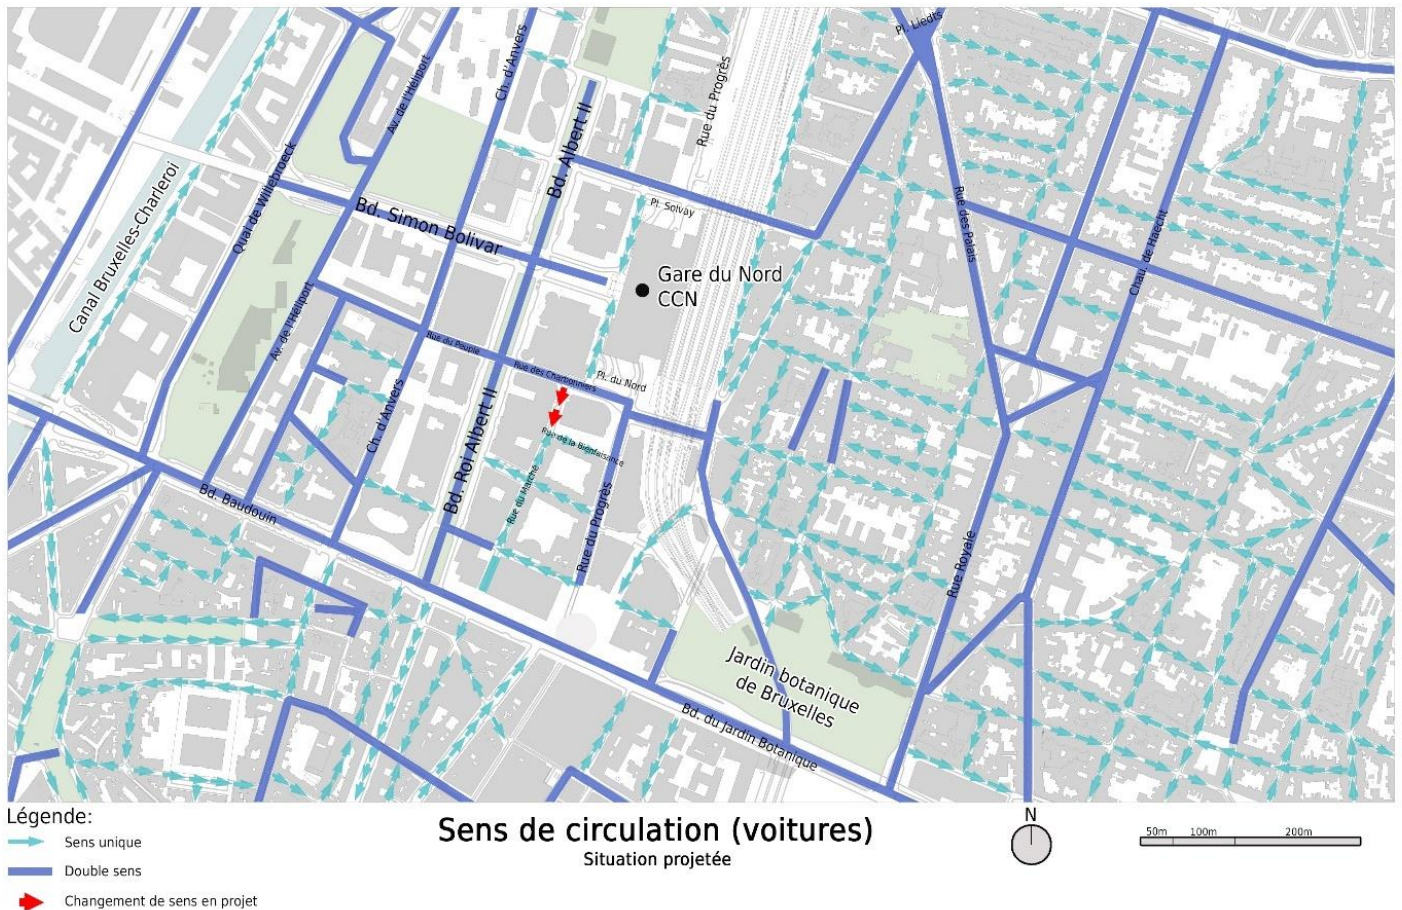 Pl. Liedts
Ch. d'Anvers
Rue du Progrès
Av. de l'Héliport
Bd. Albert II
Canal Bruxelles-Charleroi
Quai de Willebroeck
Bd. Simon Bolivar
Pl. Solvay
Rue des Palais
Chau. de Haecht
Gare du Nord
CCN
Av. de l'Héliport
Rue du Peuple
Rue des Charbonniers
Pl. du Nord
Ch. d'Anvers
Bd. Roi Albert II
Rue de la Bienfaisance
Rue du Marché
Rue du Progrès
Bd. Baudouin
Rue Royale
Jardin botanique
de Bruxelles
Bd. du Jardin Botanique
Légende:
Sens unique
Double sens
Changement de sens en projet
Sens de circulation (voitures)
Situation projetée
N
50m 100m 200m